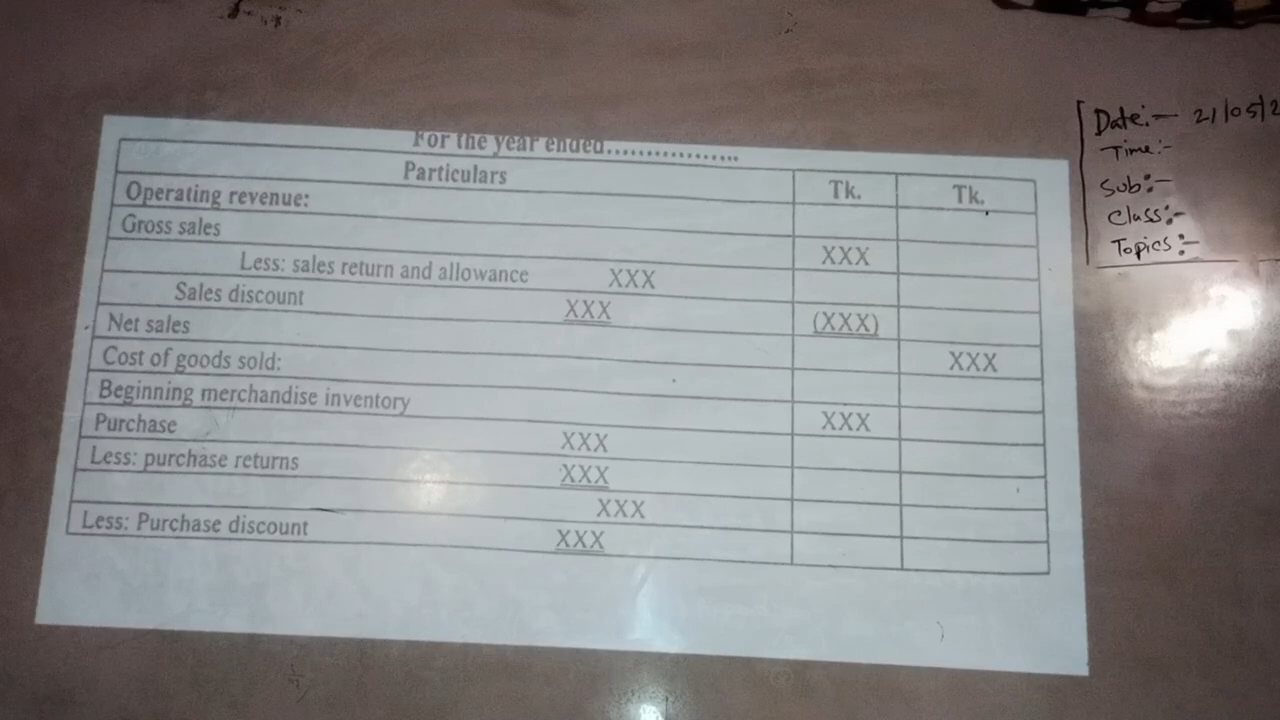 For the year ended..................
Particulars Tk. Tk.
Operating revenue:
Gross sales XXX
Less: sales return and allowance XXX
Sales discount XXX (XXX)
Net sales XXX
Cost of goods sold:
Beginning merchandise inventory XXX
Purchase XXX
Less: purchase returns XXX
XXX
Less: Purchase discount XXX
Date:- 21/05/2
Time:-
Sub:-
Class:-
Topics:-